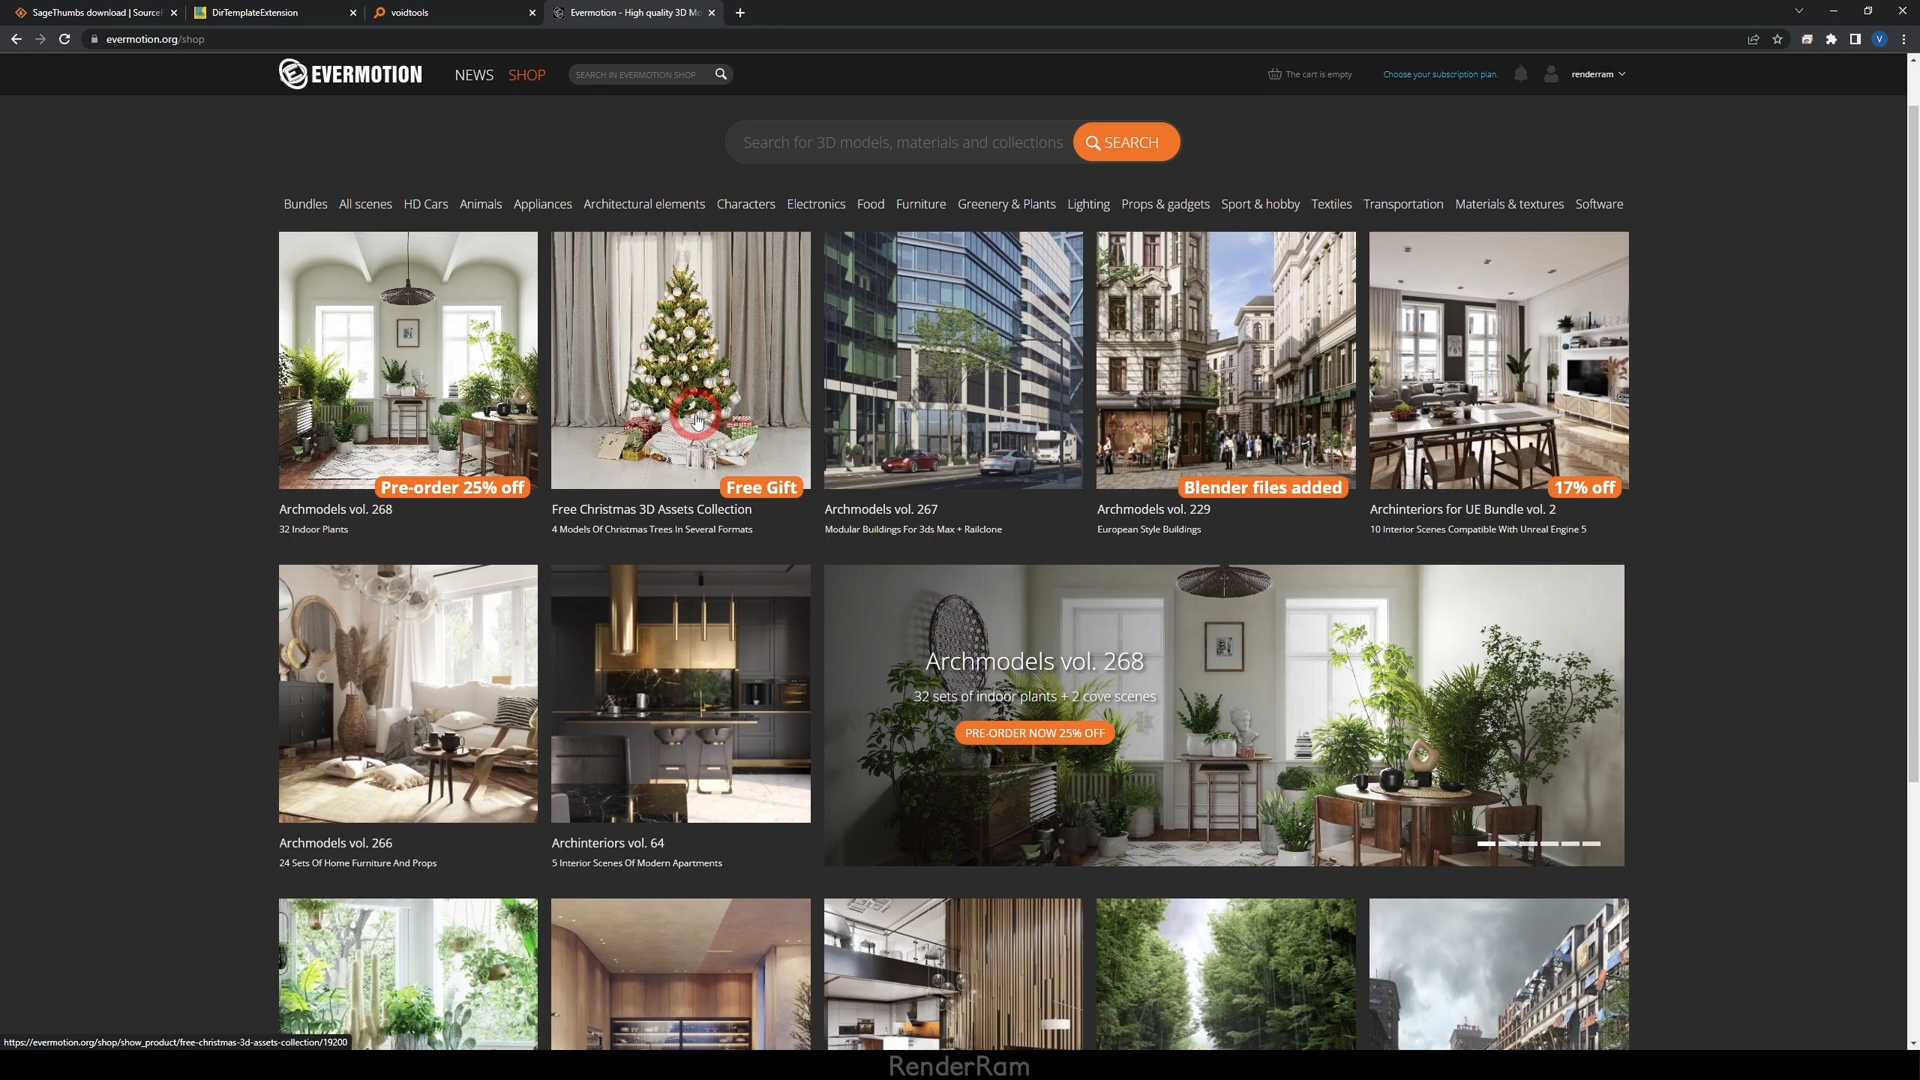 SageThumbs download | Source
DirTemplateExtension
voidtools
Evermotion - High quality 3D Mo
evermotion.org/shop
V
EVERMOTION
NEWS
SHOP
SEARCH IN EVERMOTION SHOP
The cart is empty
Choose your subscription plan.
renderram
Search for 3D models, materials and collections
SEARCH
Bundles All scenes HD Cars Animals Appliances Architectural elements Characters Electronics Food Furniture Greenery & Plants Lighting Props & gadgets Sport & hobby Textiles Transportation Materials & textures Software
Pre-order 25% off
Free Gift
Blender files added
17% off
Archmodels vol. 268
32 Indoor Plants
Free Christmas 3D Assets Collection
4 Models Of Christmas Trees In Several Formats
Archmodels vol. 267
Modular Buildings For 3ds Max + Railclone
Archmodels vol. 229
European Style Buildings
Archinteriors for UE Bundle vol. 2
10 Interior Scenes Compatible With Unreal Engine 5
Archmodels vol. 268
32 sets of indoor plants + 2 cove scenes
PRE-ORDER NOW 25% OFF
Archmodels vol. 266
24 Sets Of Home Furniture And Props
Archinteriors vol. 64
5 Interior Scenes Of Modern Apartments
https://evermotion.org/shop/show_product/free-christmas-3d-assets-collection/19200
RenderRam